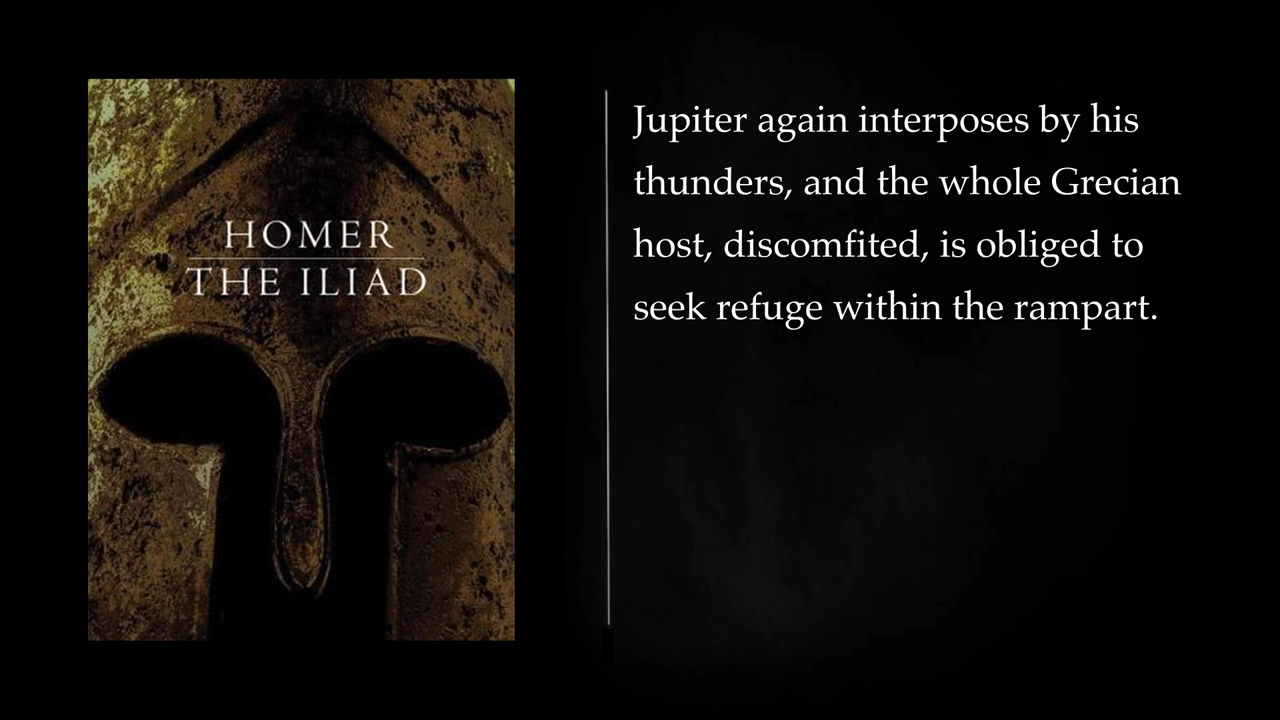 HOMER
THE ILIAD
Jupiter again interposes by his
thunders, and the whole Grecian
host, discomfited, is obliged to
seek refuge within the rampart.